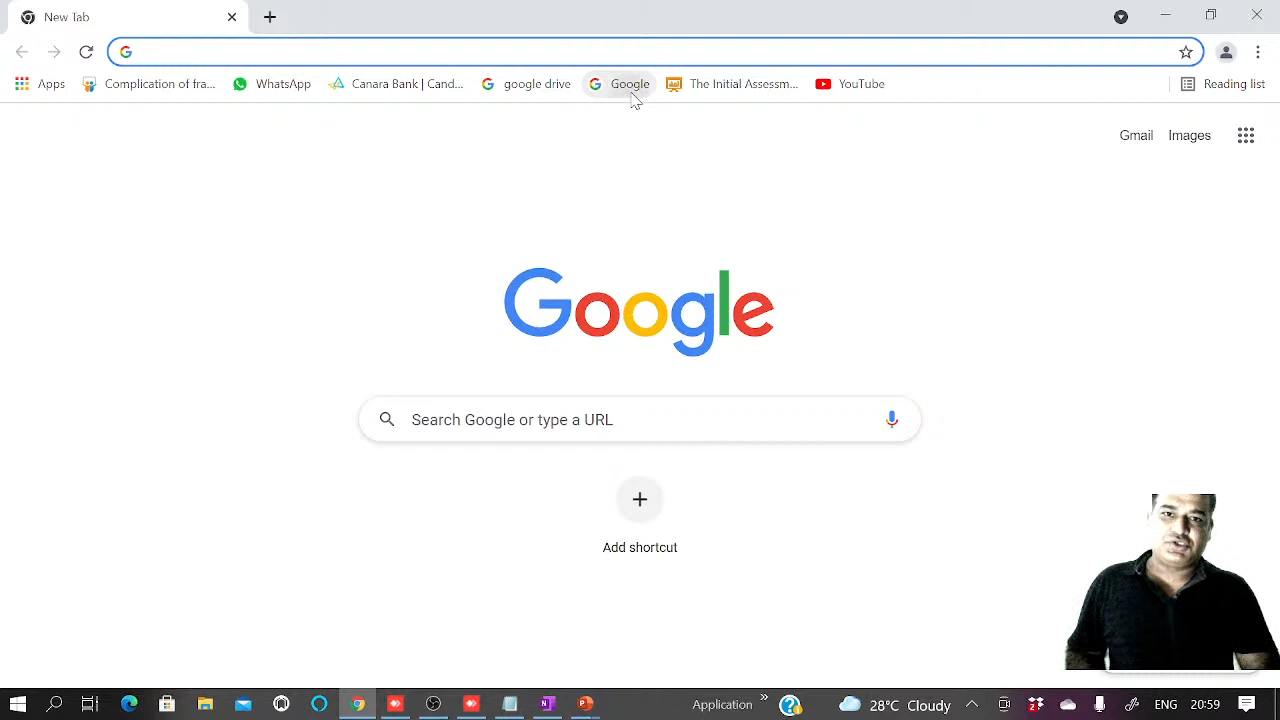 New Tab
Apps
Complication of fra...
WhatsApp
Canara Bank | Cand...
google drive
Google
The Initial Assessm...
YouTube
Reading list
Gmail
Images
Google
Search Google or type a URL
Add shortcut
Application
28°C Cloudy
ENG
20:59